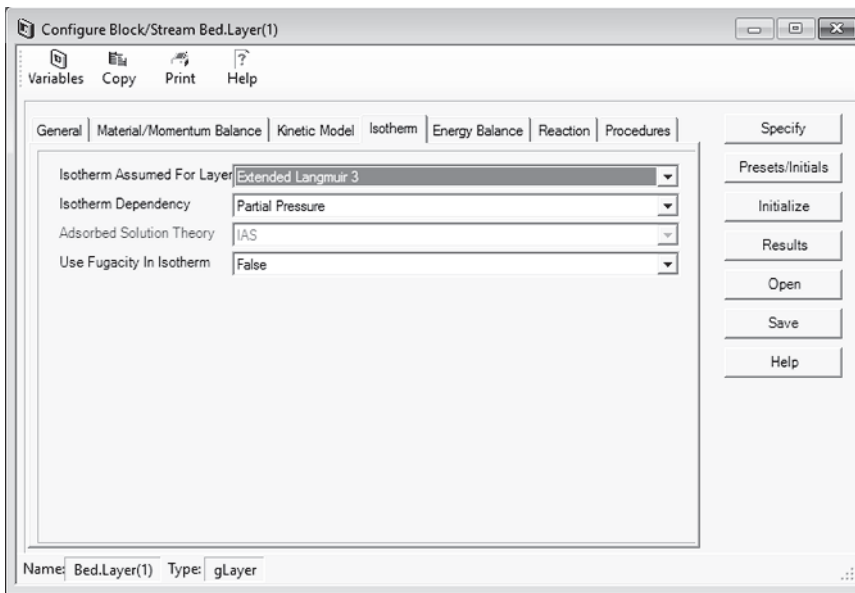 Configure Block/Stream Bed.Layer(1)
Variables Copy Print Help
General Material/Momentum Balance Kinetic Model Isotherm Energy Balance Reaction Procedures
Isotherm Assumed For Layer Extended Langmuir 3
Isotherm Dependency Partial Pressure
Adsorbed Solution Theory IAS
Use Fugacity In Isotherm False
Specify
Presets/Initials
Initialize
Results
Open
Save
Help
Name: Bed.Layer(1) Type: gLayer